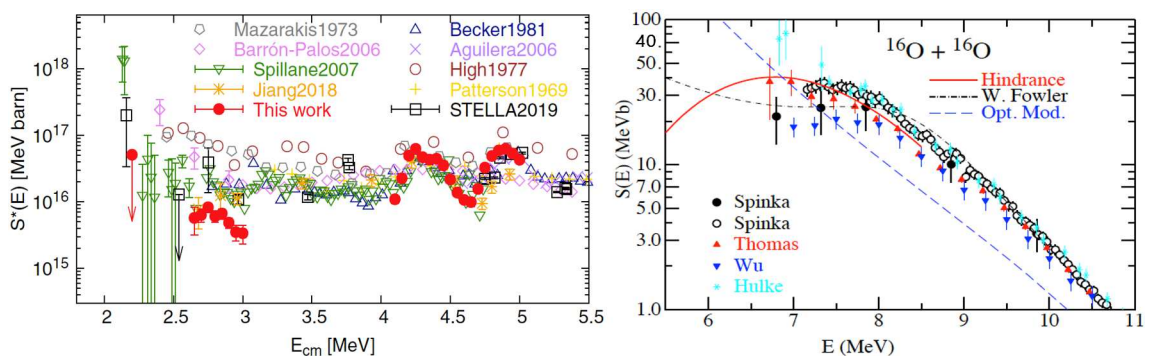 Mazarakis1973
Becker1981
Barrón-Palos2006
Aguilera2006
Spillane2007
High1977
Jiang2018
Patterson1969
This work
STELLA2019
S*(E) [MeV barn]
10^18
10^17
10^16
10^15
2
2.5
3
3.5
4
4.5
5
5.5
E_cm [MeV]
^16O + ^16O
Hindrance
W. Fowler
Opt. Mod.
Spinka
Spinka
Thomas
Wu
Hulke
S(E) (MeVb)
100.
70.
50.
30.
10.0
7.0
5.0
3.0
1.0
6
7
8
9
10
11
E (MeV)